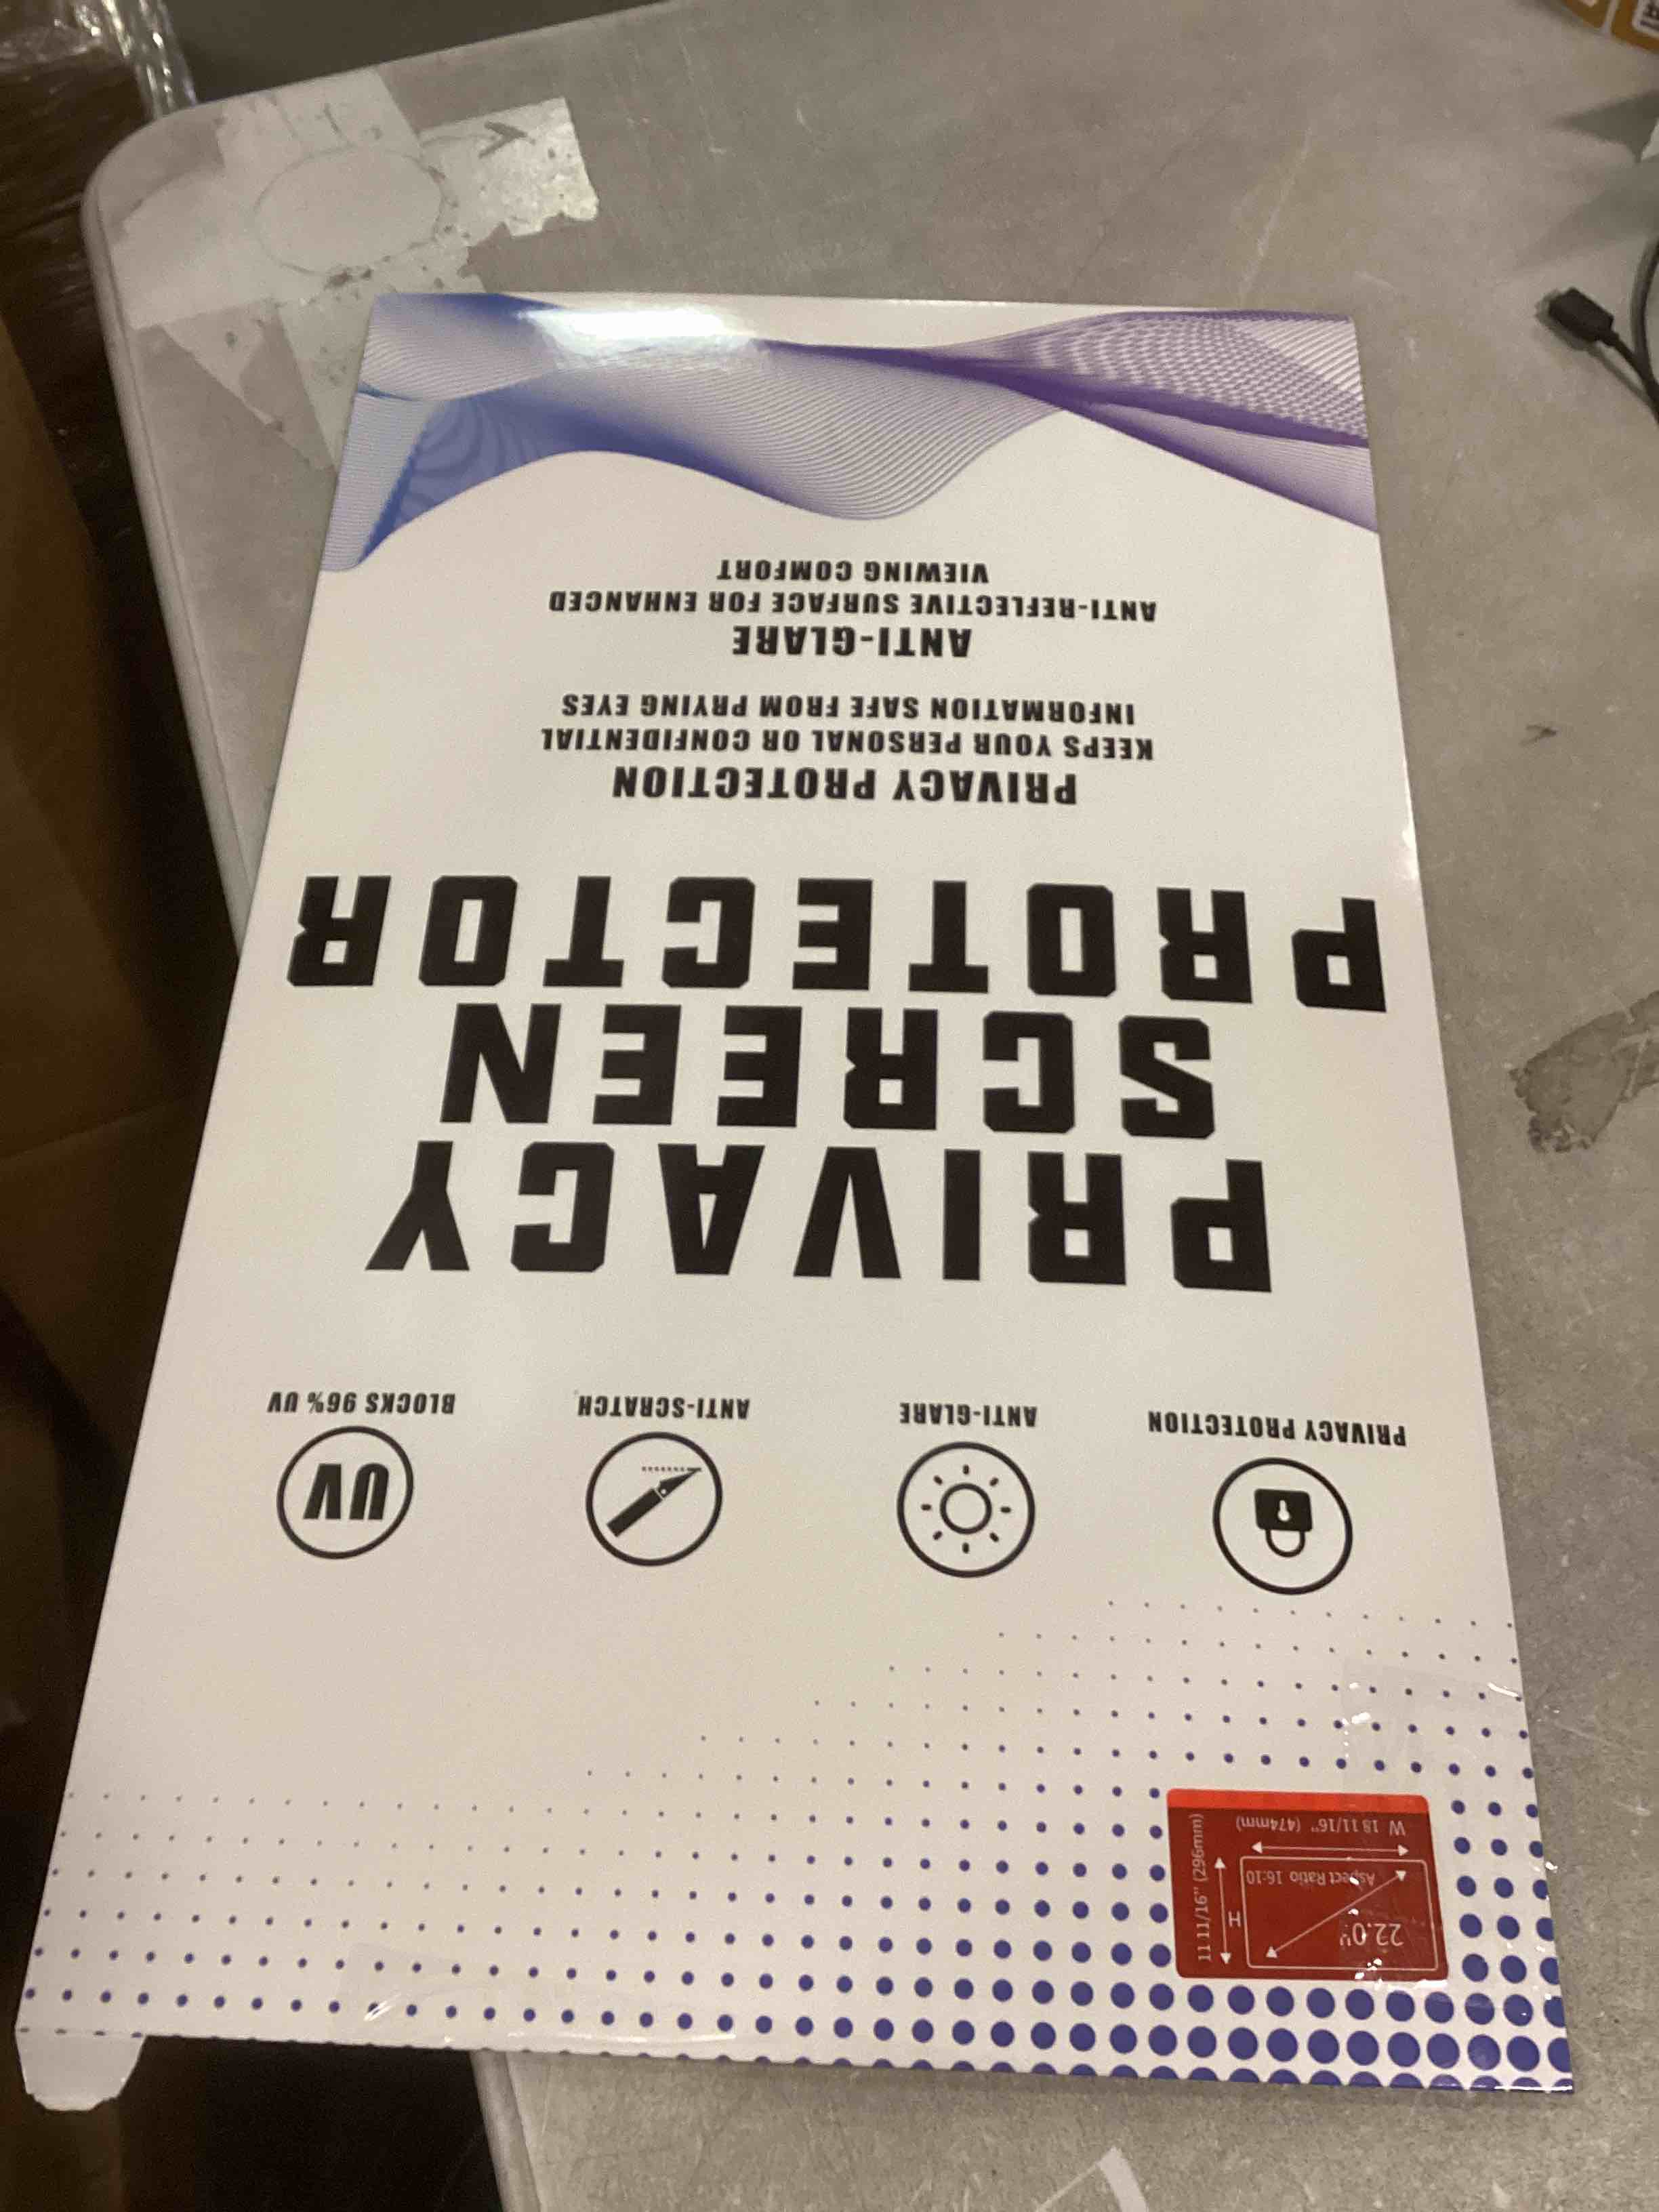 22.0"
Aspect Ratio 16:10
W 18 11/16" (474mm)
H
11 11/16" (296mm)
PRIVACY PROTECTION
ANTI-GLARE
ANTI-SCRATCH
UV
BLOCKS 96% UV
PRIVACY
SCREEN
PROTECTOR
PRIVACY PROTECTION
KEEPS YOUR PERSONAL OR CONFIDENTIAL
INFORMATION SAFE FROM PRYING EYES
ANTI-GLARE
ANTI-REFLECTIVE SURFACE FOR ENHANCED
VIEWING COMFORT